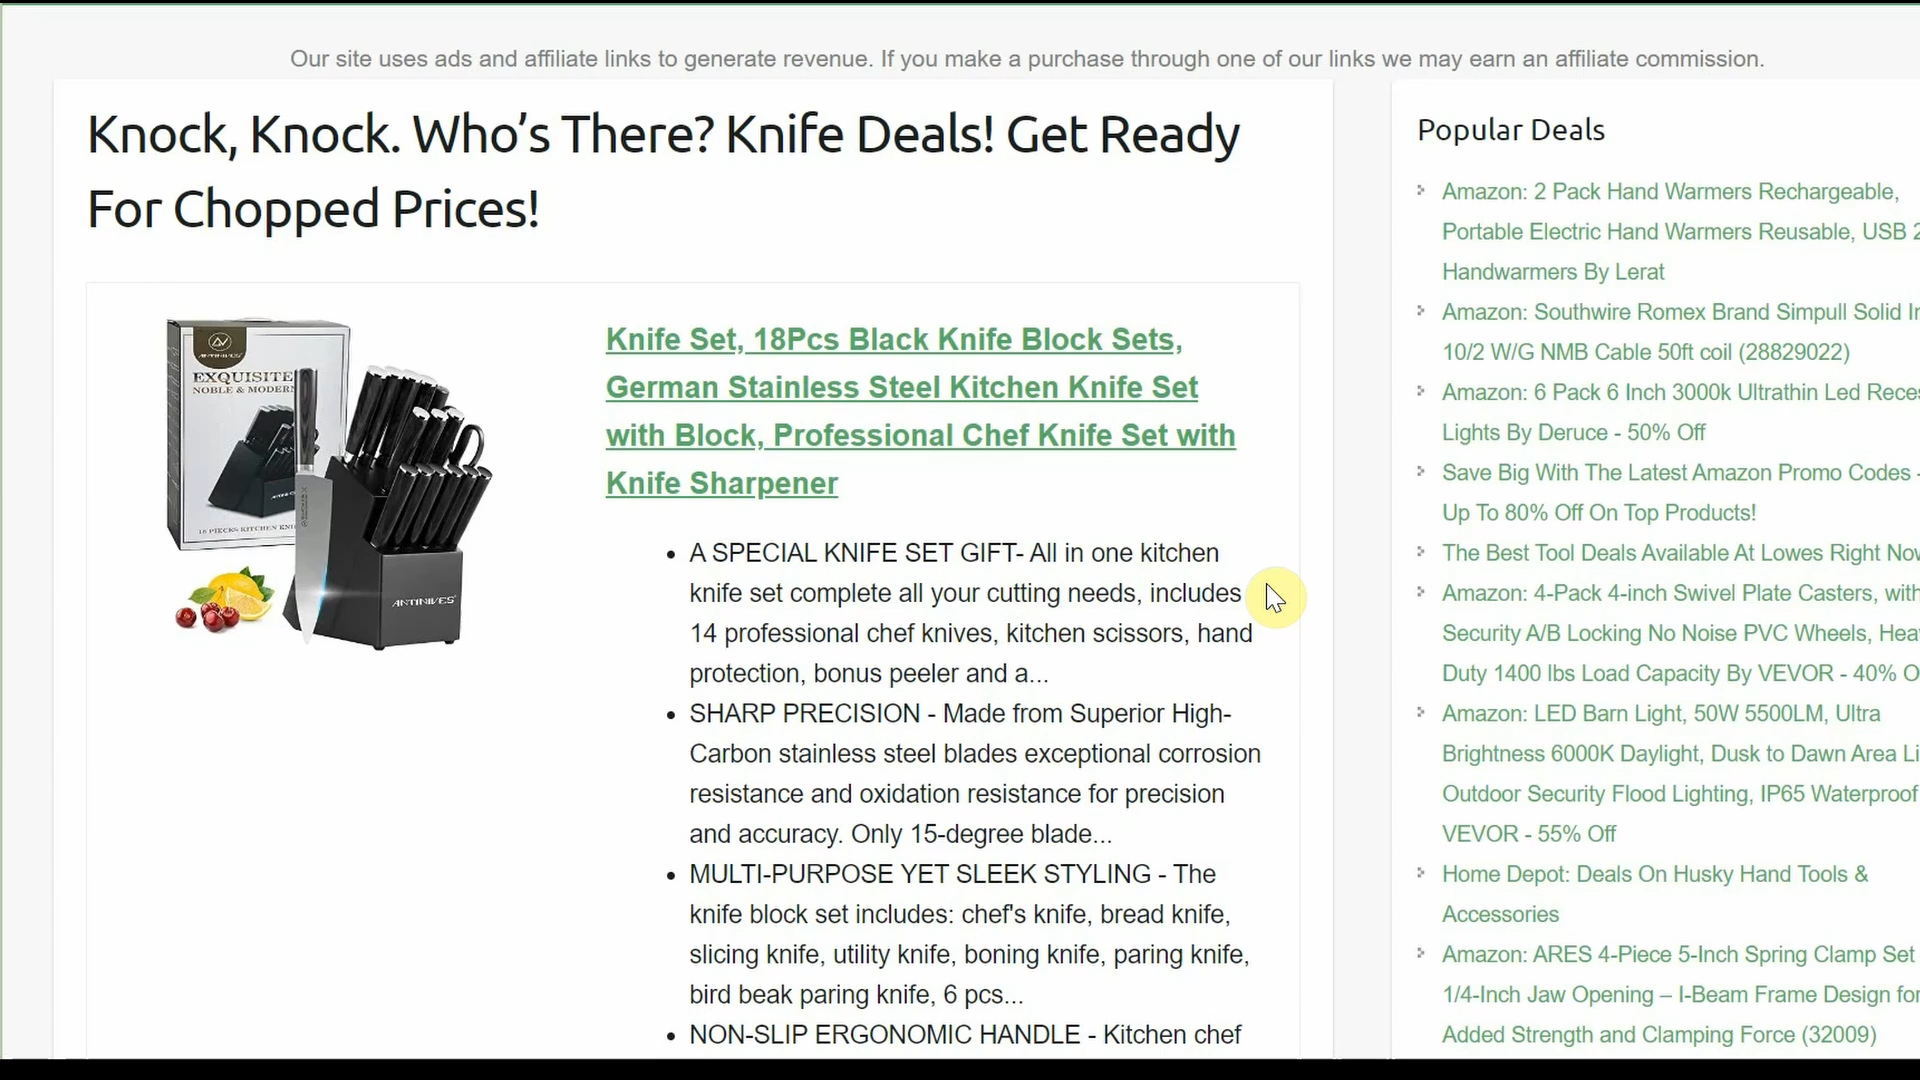 Our site uses ads and affiliate links to generate revenue. If you make a purchase through one of our links we may earn an affiliate commission.
Knock, Knock. Who’s There? Knife Deals! Get Ready
For Chopped Prices!
EXQUISITE
NOBLE & MODERN
ANTINIVES
Knife Set, 18Pcs Black Knife Block Sets,
German Stainless Steel Kitchen Knife Set
with Block, Professional Chef Knife Set with
Knife Sharpener
A SPECIAL KNIFE SET GIFT- All in one kitchen
knife set complete all your cutting needs, includes
14 professional chef knives, kitchen scissors, hand
protection, bonus peeler and a...
SHARP PRECISION - Made from Superior High-
Carbon stainless steel blades exceptional corrosion
resistance and oxidation resistance for precision
and accuracy. Only 15-degree blade...
MULTI-PURPOSE YET SLEEK STYLING - The
knife block set includes: chef's knife, bread knife,
slicing knife, utility knife, boning knife, paring knife,
bird beak paring knife, 6 pcs...
NON-SLIP ERGONOMIC HANDLE - Kitchen chef
Popular Deals
Amazon: 2 Pack Hand Warmers Rechargeable,
Portable Electric Hand Warmers Reusable, USB
Handwarmers By Lerat
Amazon: Southwire Romex Brand Simpull Solid
10/2 W/G NMB Cable 50ft coil (28829022)
Amazon: 6 Pack 6 Inch 3000k Ultrathin Led
Lights By Deruce - 50% Off
Save Big With The Latest Amazon Promo Codes -
Up To 80% Off On Top Products!
The Best Tool Deals Available At Lowes Right
Amazon: 4-Pack 4-inch Swivel Plate Casters, with
Security A/B Locking No Noise PVC Wheels,
Duty 1400 lbs Load Capacity By VEVOR - 40%
Amazon: LED Barn Light, 50W 5500LM, Ultra
Brightness 6000K Daylight, Dusk to Dawn Area
Outdoor Security Flood Lighting, IP65 Waterproof
VEVOR - 55% Off
Home Depot: Deals On Husky Hand Tools &
Accessories
Amazon: ARES 4-Piece 5-Inch Spring Clamp Set
1/4-Inch Jaw Opening – I-Beam Frame Design for
Added Strength and Clamping Force (32009)